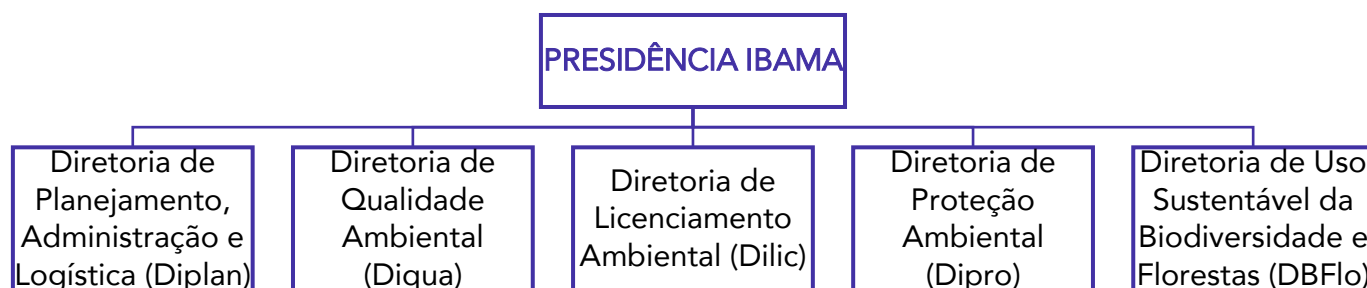 PRESIDÊNCIA IBAMA
Diretoria de
Planejamento,
Administração e
Logística (Diplan)
Diretoria de
Qualidade
Ambiental
(Diqua)
Diretoria de
Licenciamento
Ambiental (Dilic)
Diretoria de
Proteção
Ambiental
(Dipro)
Diretoria de Uso
Sustentável da
Biodiversidade e
Florestas (DBFlo)